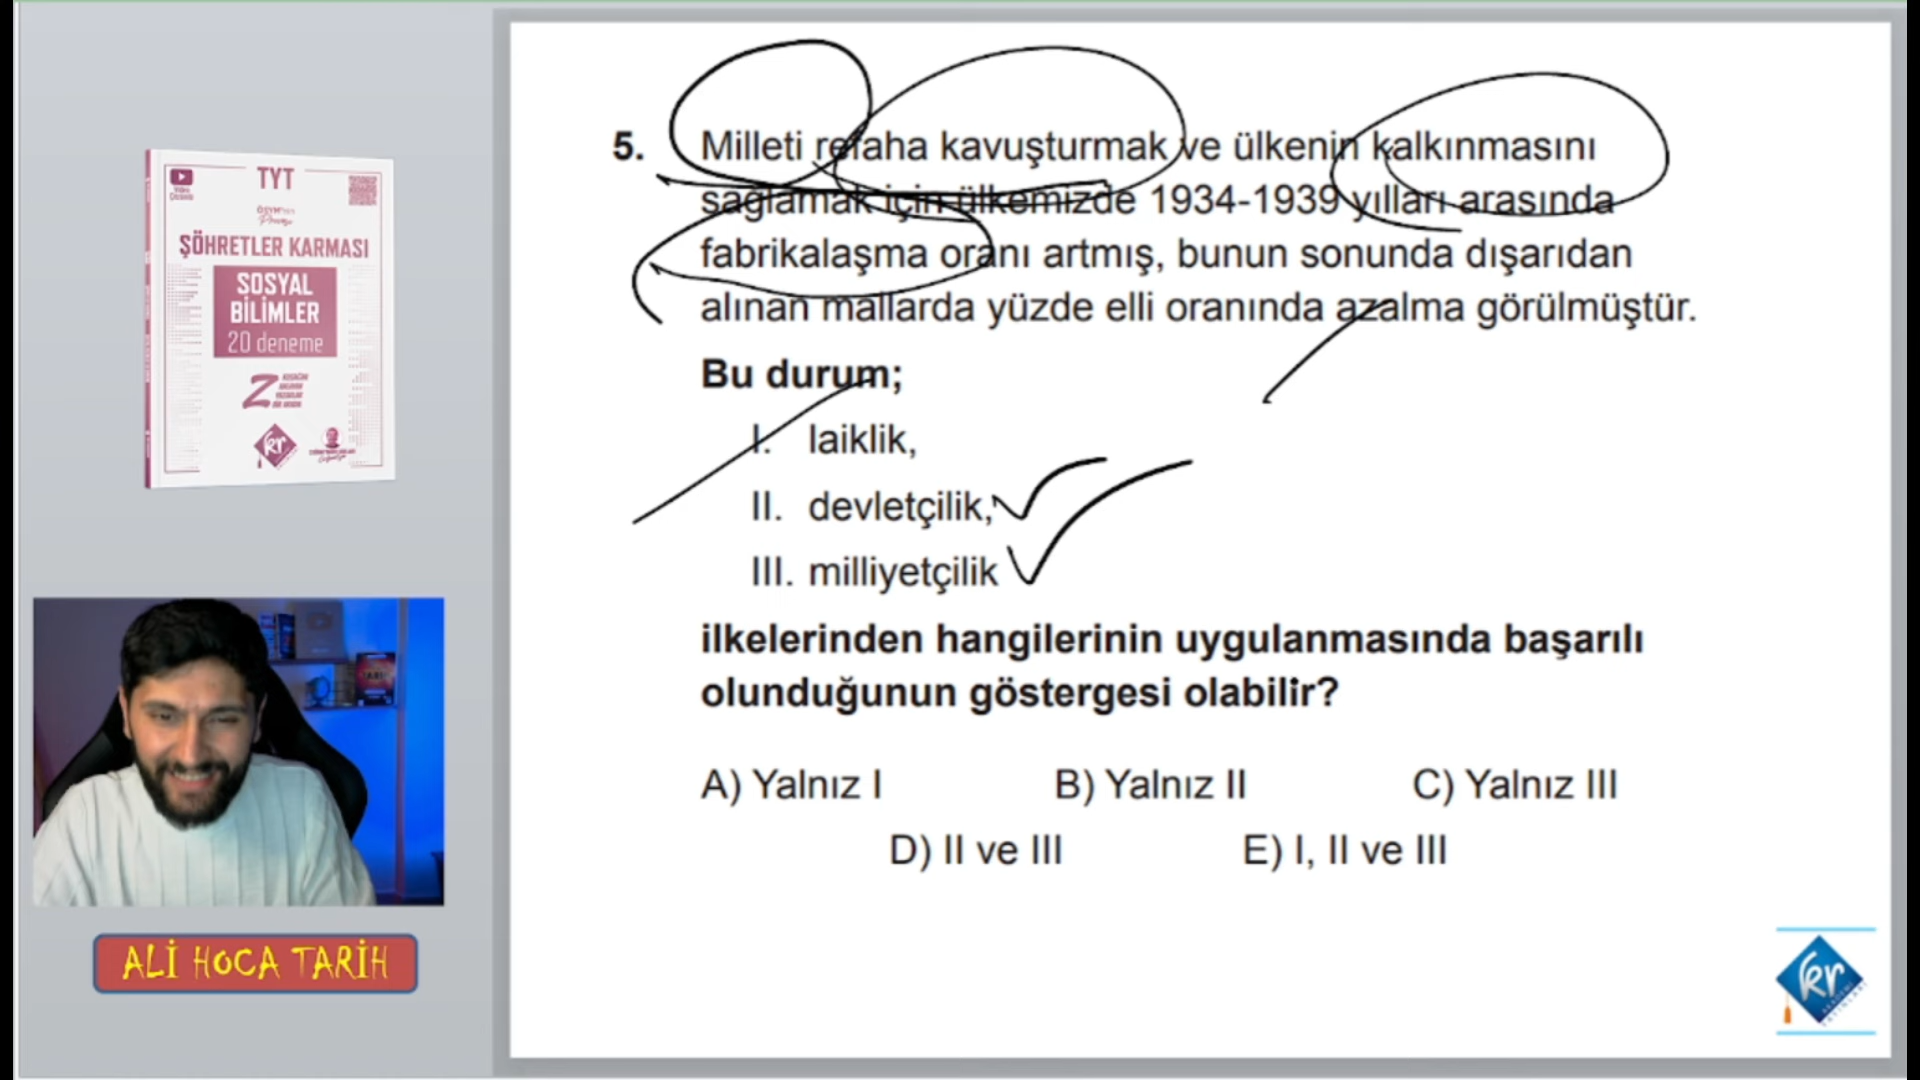 5. Milleti refaha kavuşturmak ve ülkenin kalkınmasını
sağlamak için ülkemizde 1934-1939 yılları arasında
fabrikalaşma oranı artmış, bunun sonunda dışarıdan
alınan mallarda yüzde elli oranında azalma görülmüştür.
Bu durum;
I. laiklik,
II. devletçilik,
III. milliyetçilik
ilkelerinden hangilerinin uygulanmasında başarılı
olunduğunun göstergesi olabilir?
A) Yalnız I B) Yalnız II C) Yalnız III
D) II ve III E) I, II ve III
TYT
ŞÖHRETLER KARMASI
SOSYAL
BİLİMLER
20 deneme
kr
ALİ HOCA TARİH
kr